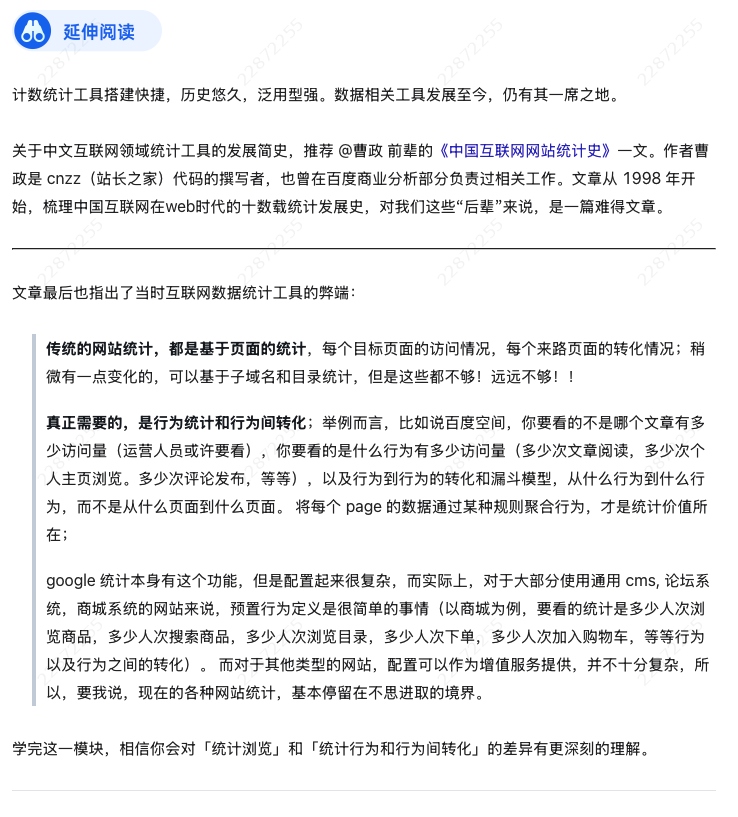 延伸阅读
计数统计工具搭建快捷，历史悠久，泛用型强。数据相关工具发展至今，仍有其一席之地。
关于中文互联网领域统计工具的发展简史，推荐 @曹政 前辈的《中国互联网网站统计史》一文。作者曹
政是 cnzz（站长之家）代码的撰写者，也曾在百度商业分析部分负责过相关工作。文章从 1998 年开
始，梳理中国互联网在web时代的十数载统计发展史，对我们这些“后辈”来说，是一篇难得文章。
文章最后也指出了当时互联网数据统计工具的弊端：
传统的网站统计，都是基于页面的统计，每个目标页面的访问情况，每个来路页面的转化情况；稍
微有一点变化的，可以基于子域名和目录统计，但是这些都不够！远远不够！！
真正需要的，是行为统计和行为间转化；举例而言，比如说百度空间，你要看的不是哪个文章有多
少访问量（运营人员或许要看），你要看的是什么行为有多少访问量（多少次文章阅读，多少次个
人主页浏览。多少次评论发布，等等），以及行为到行为的转化和漏斗模型，从什么行为到什么行
为，而不是从什么页面到什么页面。 将每个 page 的数据通过某种规则聚合行为，才是统计价值所
在；
google 统计本身有这个功能，但是配置起来很复杂，而实际上，对于大部分使用通用 cms, 论坛系
统，商城系统的网站来说，预置行为定义是很简单的事情（以商城为例，要看的统计是多少人次浏
览商品，多少人次搜索商品，多少人次浏览目录，多少人次下单，多少人次加入购物车，等等行为
以及行为之间的转化）。 而对于其他类型的网站，配置可以作为增值服务提供，并不十分复杂，所
以，要我说，现在的各种网站统计，基本停留在不思进取的境界。
学完这一模块，相信你会对「统计浏览」和「统计行为和行为间转化」的差异有更深刻的理解。
22872255